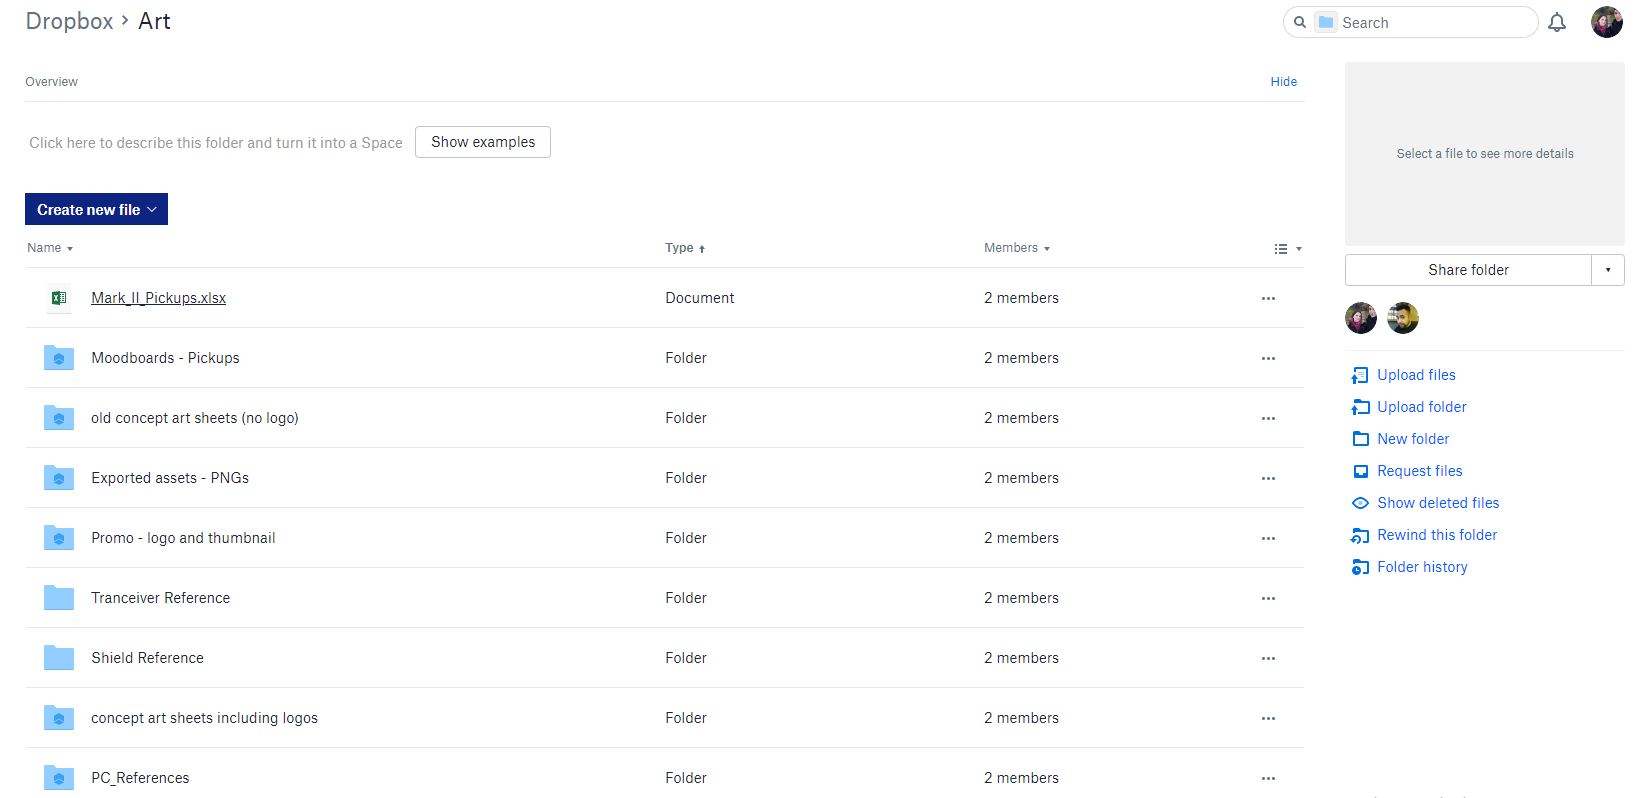 Dropbox › Art
Search
Overview
Hide
Click here to describe this folder and turn it into a Space
Show examples
Create new file
Name
Type
Members
Mark_II_Pickups.xlsx
Document
2 members
Moodboards - Pickups
Folder
2 members
old concept art sheets (no logo)
Folder
2 members
Exported assets - PNGs
Folder
2 members
Promo - logo and thumbnail
Folder
2 members
Tranceiver Reference
Folder
2 members
Shield Reference
Folder
2 members
concept art sheets including logos
Folder
2 members
PC_References
Folder
2 members
Select a file to see more details
Share folder
Upload files
Upload folder
New folder
Request files
Show deleted files
Rewind this folder
Folder history